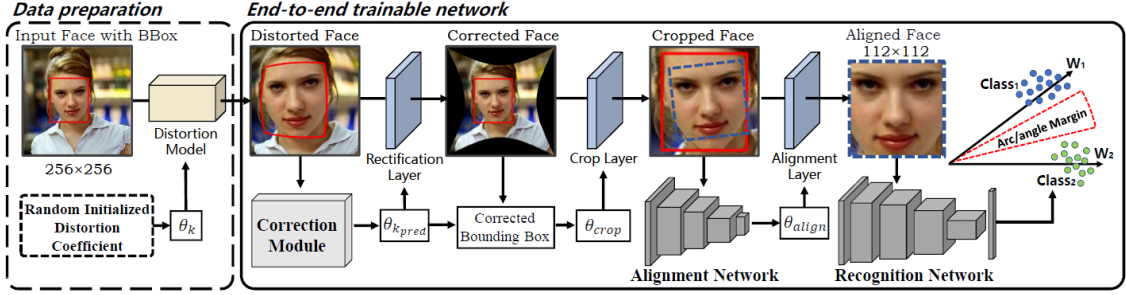 Data preparation
End-to-end trainable network
Input Face with BBox
Distorted Face
Corrected Face
Cropped Face
Aligned Face
112×112
W₁
Class₁
Arc/angle Margin
W₂
Class₂
Distortion
Model
256×256
Rectification
Layer
Crop Layer
Alignment
Layer
Random Initialized
Distortion
Coefficient
θₖ
Correction
Module
θₖₚᵣₑd
Corrected
Bounding Box
θcrop
θalign
Alignment Network
Recognition Network